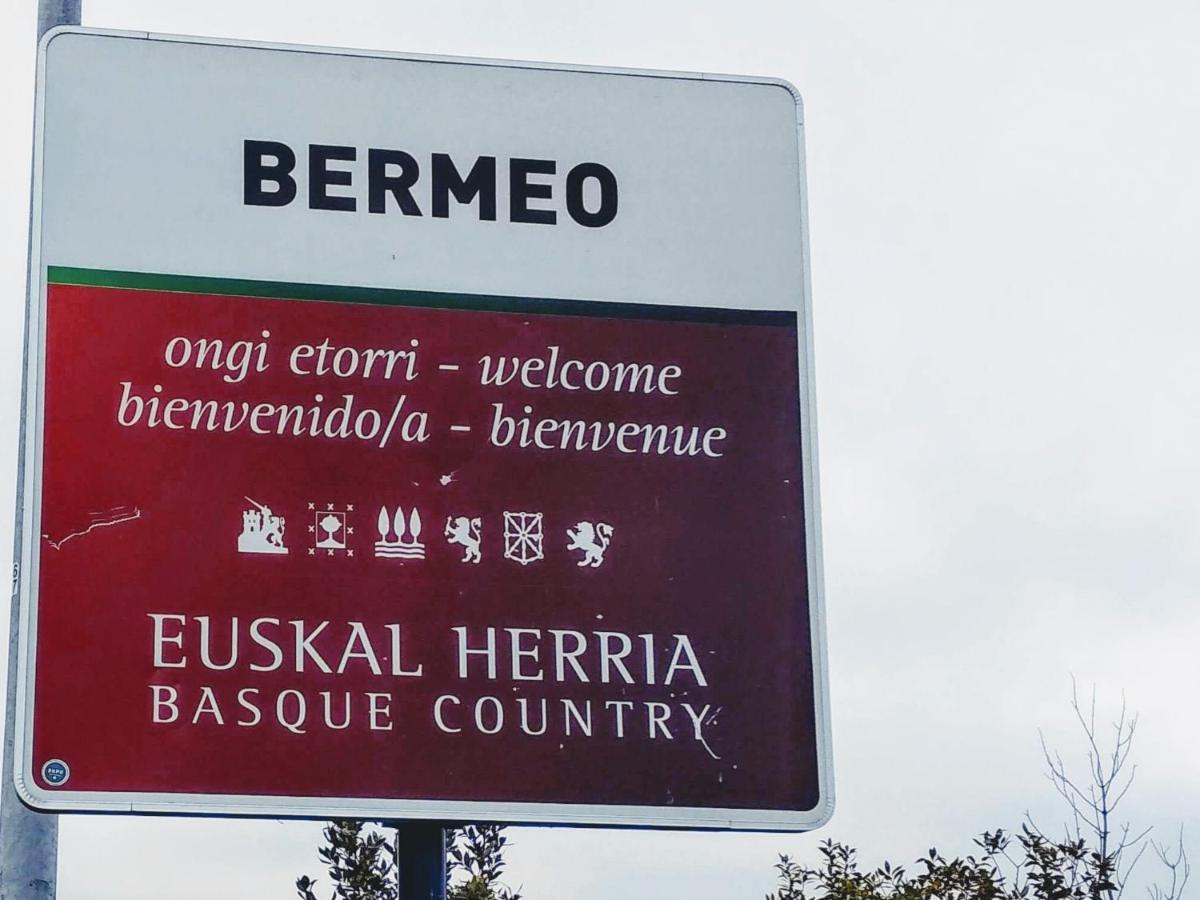 BERMEO
ongi etorri - welcome
bienvenido/a - bienvenue
EUSKAL HERRIA
BASQUE COUNTRY